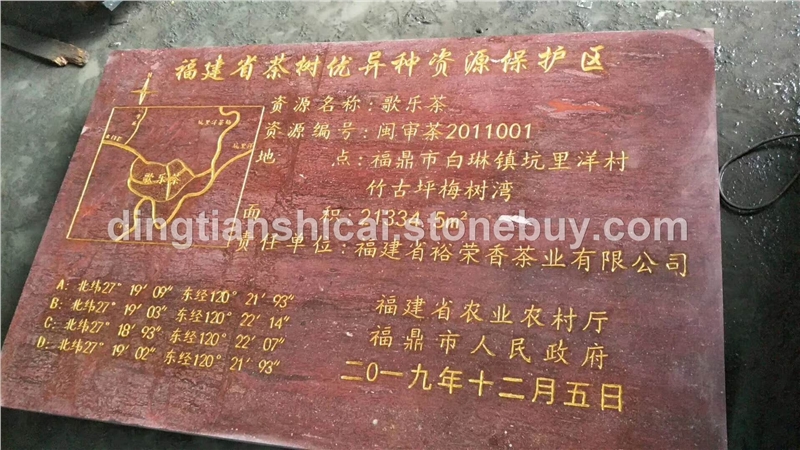 福建省茶树优异种资源保护区
N
歌乐茶
资源名称:歌乐茶
资源编号:闽审茶2011001
地 点:福鼎市白琳镇坑里洋村
竹古坪梅树湾
面 积:21334.5m²
责任单位:福建省裕荣香茶业有限公司
A:北纬27°19′09″ 东经120°21′93″
B:北纬27°19′03″ 东经120°22′14″
C:北纬27°18′93″ 东经120°22′07″
D:北纬27°19′02″ 东经120°21′93″
福建省农业农村厅
福鼎市人民政府
二〇一九年十二月五日
dingtianshicai.stonebuy.com